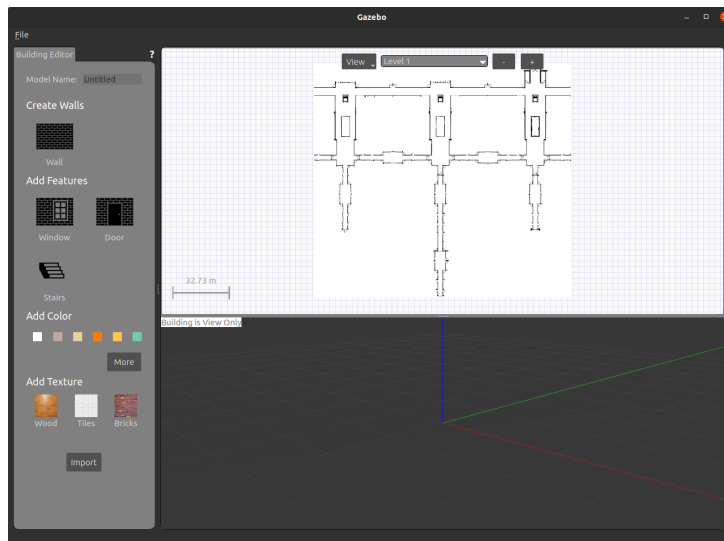 Gazebo
File
Building Editor
?
Model Name: Untitled
Create Walls
Wall
Add Features
Window
Door
Stairs
Add Color
More
Add Texture
Wood
Tiles
Bricks
Import
View
Level 1
-
+
32.73 m
Building is View Only